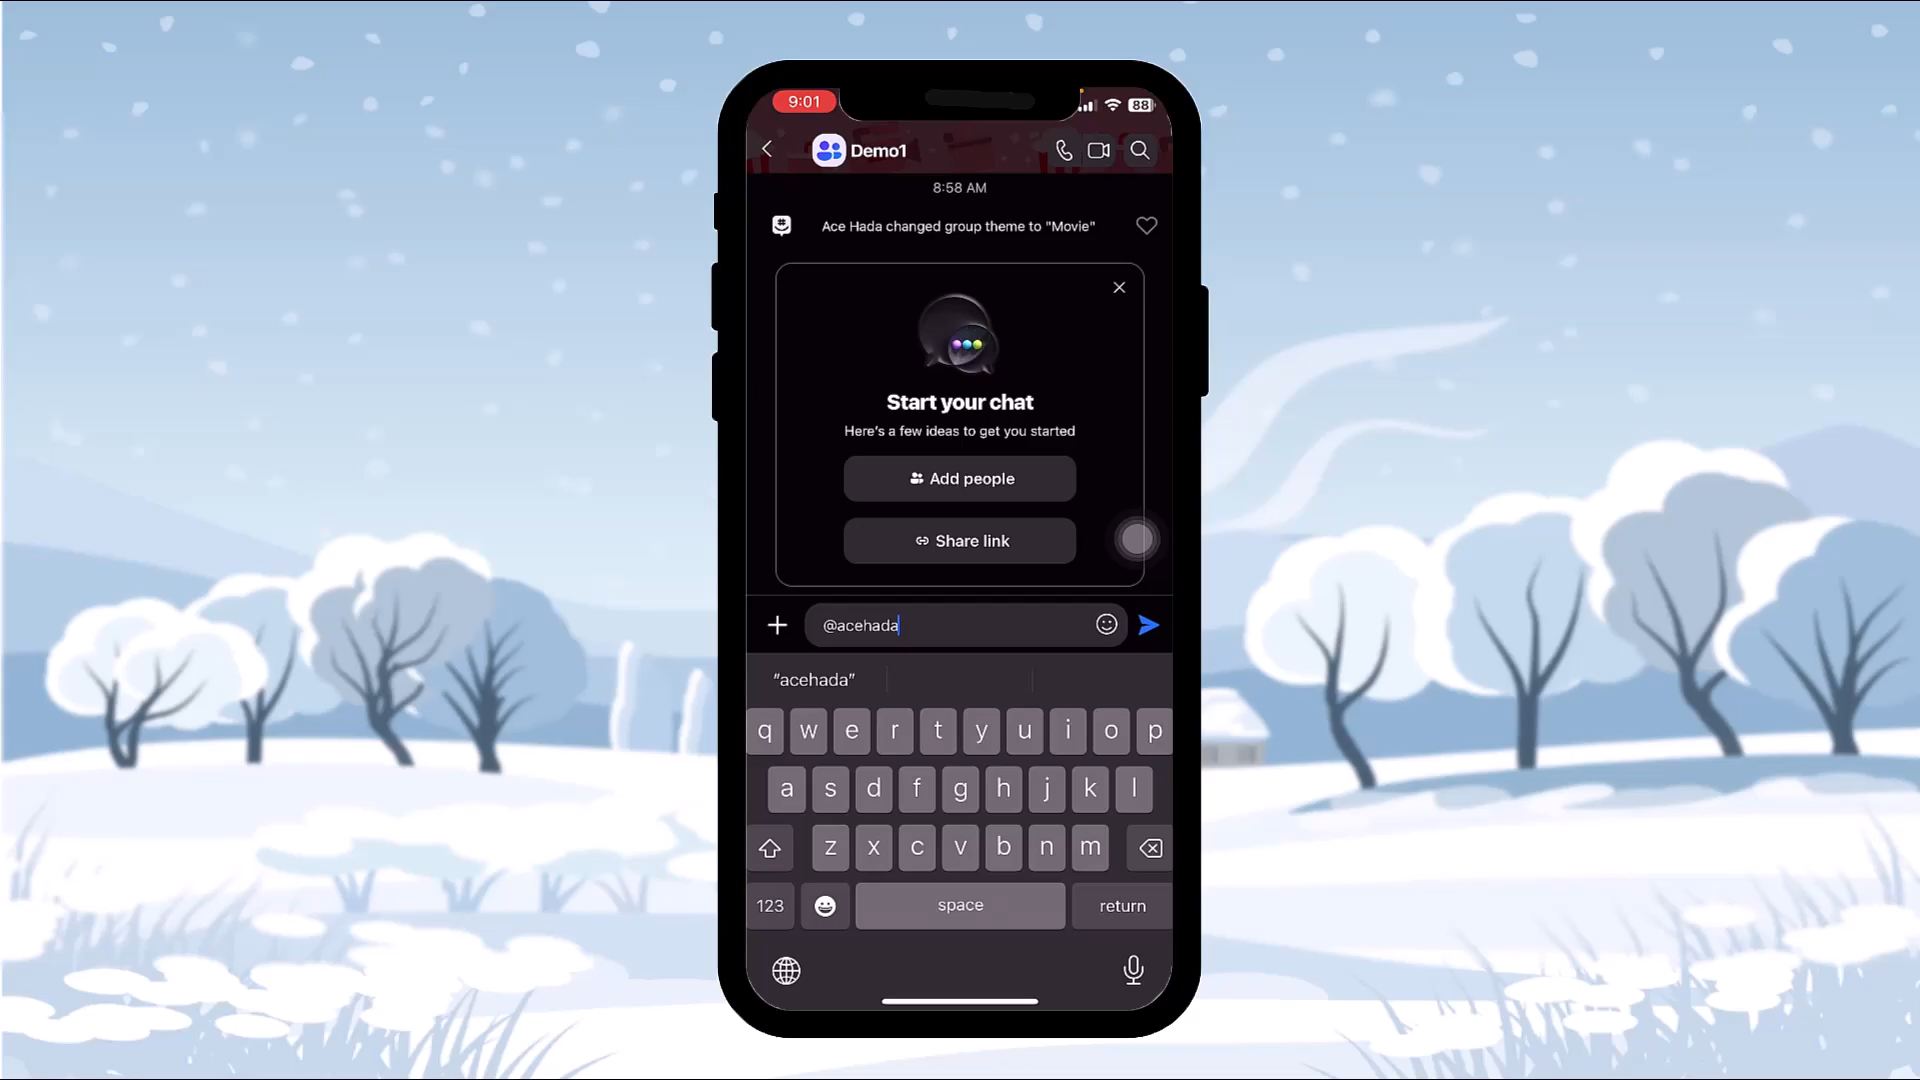 9:01
88
Demo1
8:58 AM
Ace Hada changed group theme to "Movie"
Start your chat
Here's a few ideas to get you started
Add people
Share link
@acehada
"acehada"
q w e r t y u i o p
a s d f g h j k l
z x c v b n m
123 space return